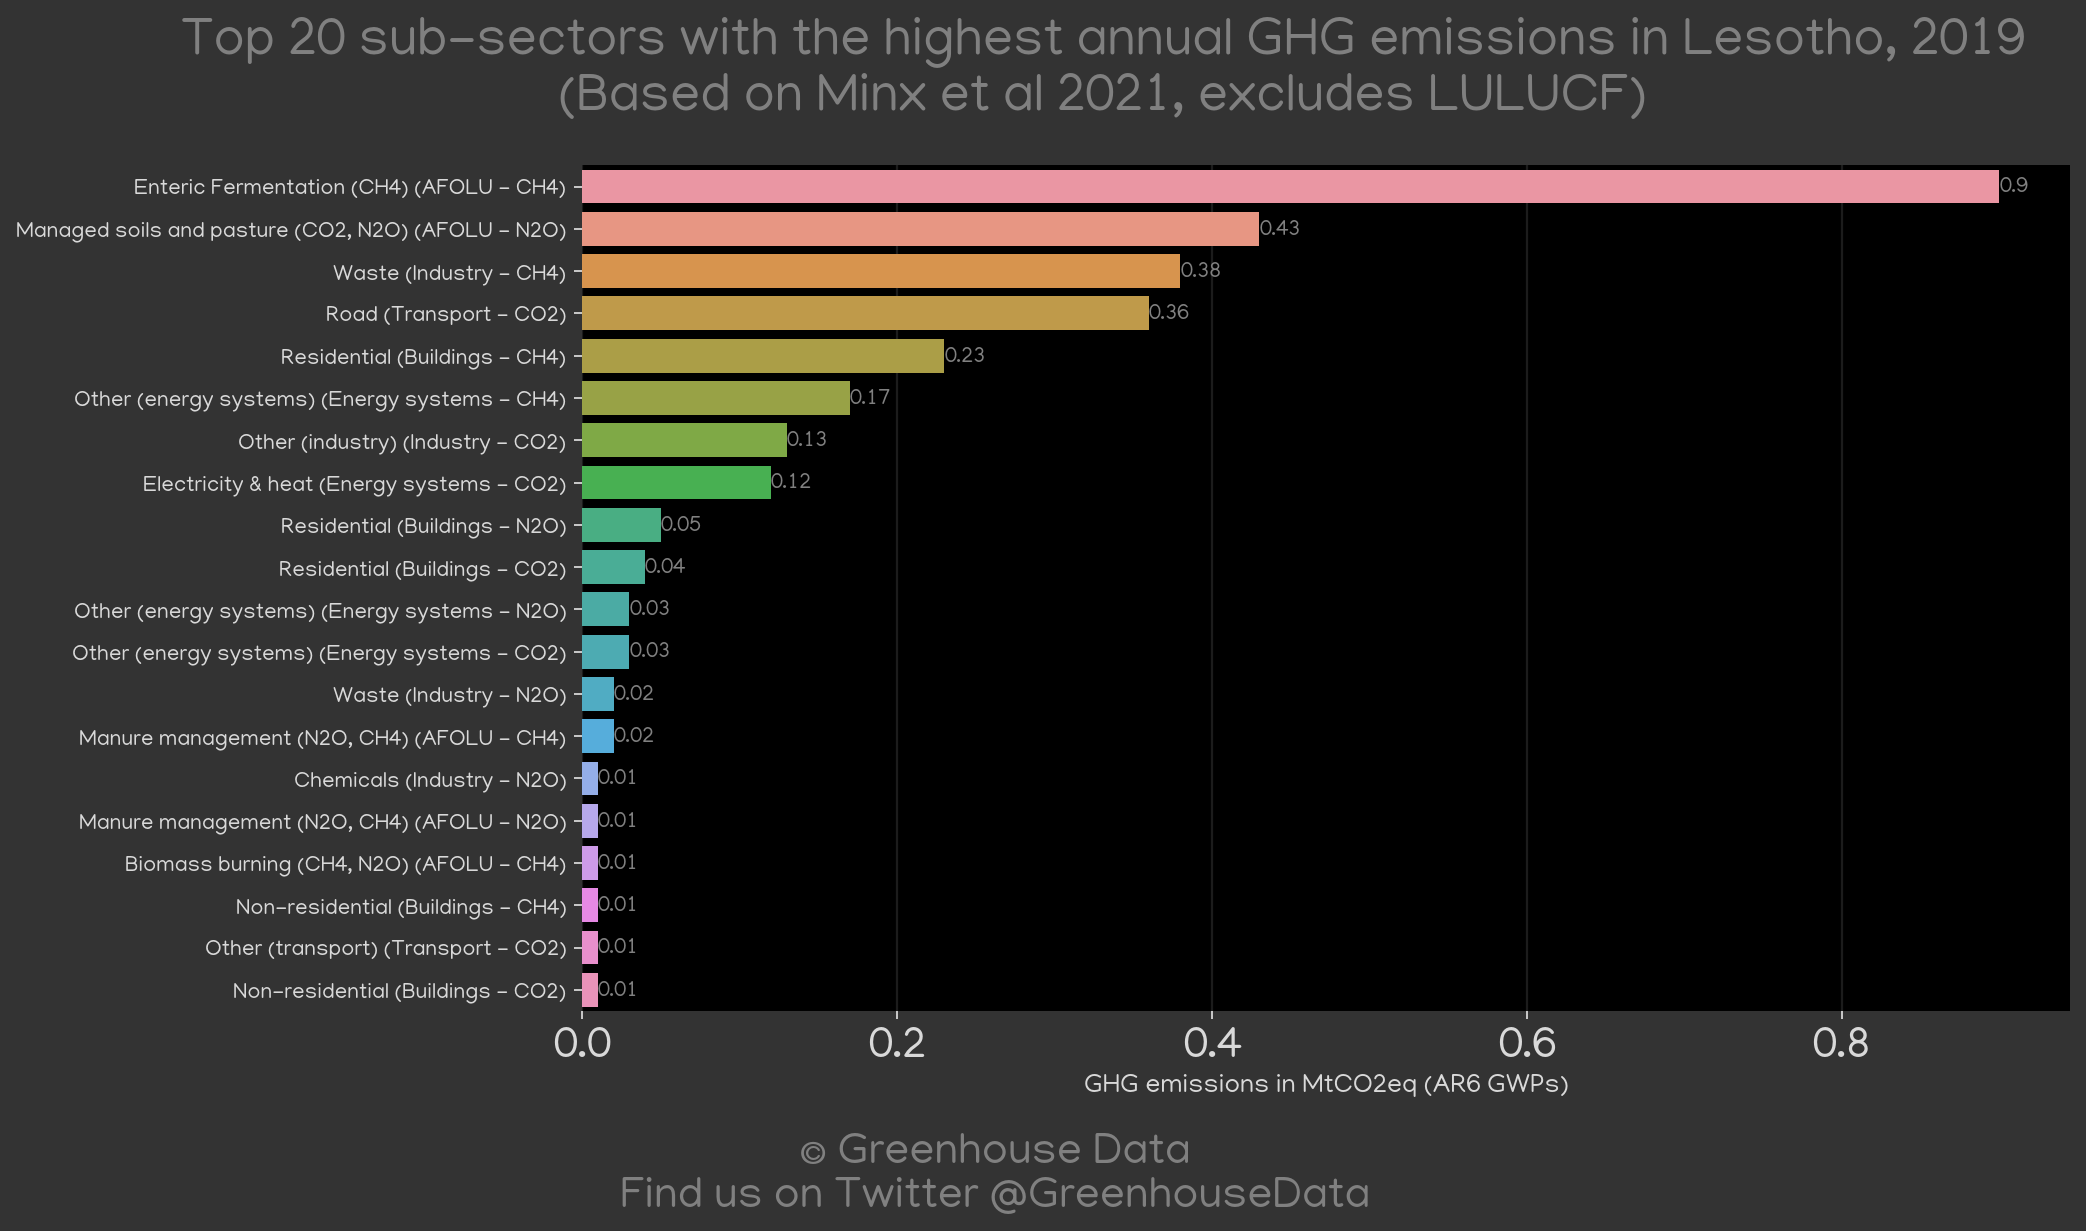 Top 20 sub-sectors with the highest annual GHG emissions in Lesotho, 2019
(Based on Minx et al 2021, excludes LULUCF)
Enteric Fermentation (CH4) (AFOLU - CH4) 0.9
Managed soils and pasture (CO2, N2O) (AFOLU - N2O) 0.43
Waste (Industry - CH4) 0.38
Road (Transport - CO2) 0.36
Residential (Buildings - CH4) 0.23
Other (energy systems) (Energy systems - CH4) 0.17
Other (industry) (Industry - CO2) 0.13
Electricity & heat (Energy systems - CO2) 0.12
Residential (Buildings - N2O) 0.05
Residential (Buildings - CO2) 0.04
Other (energy systems) (Energy systems - N2O) 0.03
Other (energy systems) (Energy systems - CO2) 0.03
Waste (Industry - N2O) 0.02
Manure management (N2O, CH4) (AFOLU - CH4) 0.02
Chemicals (Industry - N2O) 0.01
Manure management (N2O, CH4) (AFOLU - N2O) 0.01
Biomass burning (CH4, N2O) (AFOLU - CH4) 0.01
Non-residential (Buildings - CH4) 0.01
Other (transport) (Transport - CO2) 0.01
Non-residential (Buildings - CO2) 0.01
0.0 0.2 0.4 0.6 0.8
GHG emissions in MtCO2eq (AR6 GWPs)
© Greenhouse Data
Find us on Twitter @GreenhouseData